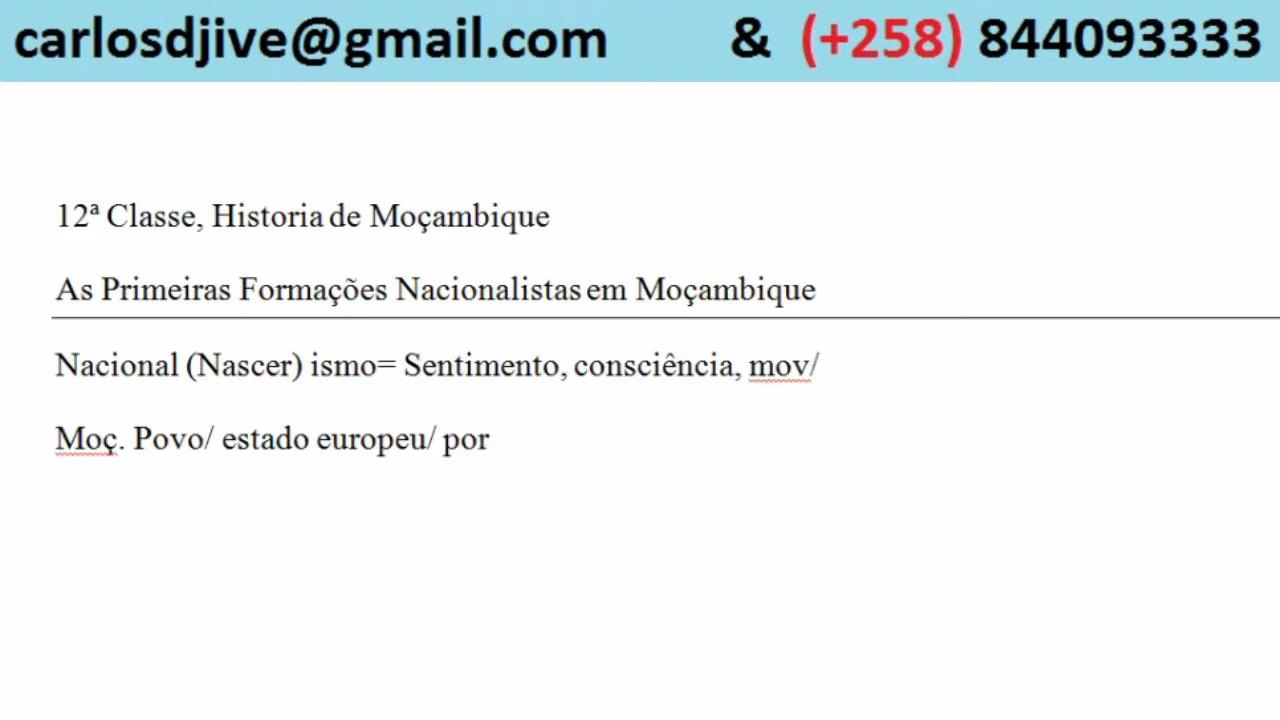 carlosdjive@gmail.com & (+258) 844093333
12ª Classe, Historia de Moçambique
As Primeiras Formações Nacionalistas em Moçambique
Nacional (Nascer) ismo= Sentimento, consciência, mov/
Moç. Povo/ estado europeu/ por